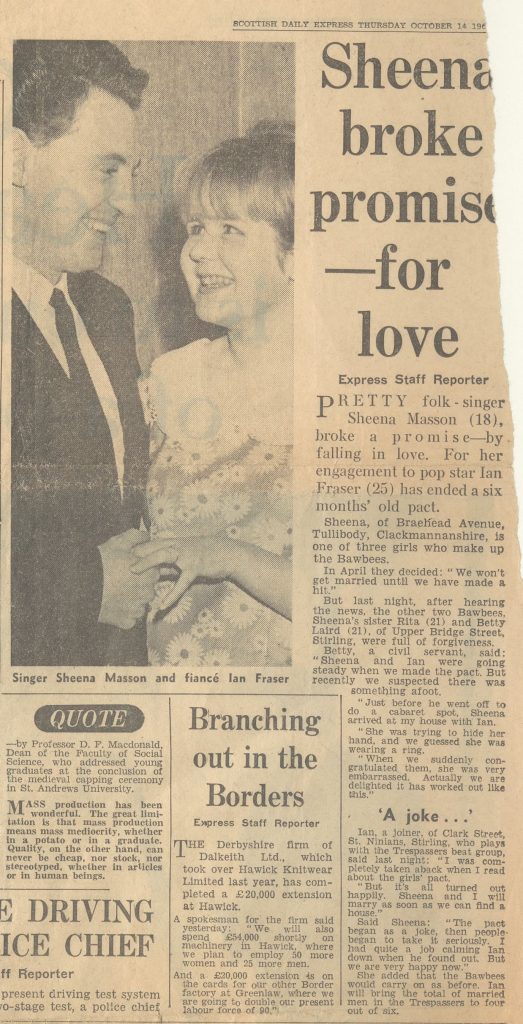 SCOTTISH DAILY EXPRESS THURSDAY OCTOBER 14 196
Sheena
broke
promise
—for
love
Express Staff Reporter
PRETTY folk-singer
Sheena Masson (18),
broke a promise—by
falling in love. For her
engagement to pop star Ian
Fraser (25) has ended a six
months' old pact.
Sheena, of Braehead Avenue,
Tullibody, Clackmannanshire, is
one of three girls who make up
the Bawbees.
In April they decided: "We won't
get married until we have made a
hit."
But last night, after hearing
the news, the other two Bawbees,
Sheena's sister Rita (21) and Betty
Laird (21), of Upper Bridge Street,
Stirling, were full of forgiveness.
Betty, a civil servant, said:
"Sheena and Ian were going
steady when we made the pact. But
recently we suspected there was
something afoot.
"Just before he went off to
do a cabaret spot, Sheena
arrived at my house with Ian.
"She was trying to hide her
hand, and we guessed she was
wearing a ring.
"When we suddenly con-
gratulated them, she was very
embarrassed. Actually we are
delighted it has worked out like
this."
'A joke...'
Ian, a joiner, of Clark Street,
St. Ninians, Stirling, who plays
with the Trespassers beat group,
said last night: "I was com-
pletely taken aback when I read
about the girls' pact.
"But it's all turned out
happily. Sheena and I will
marry as soon as we can find a
house."
Said Sheena: "The pact
began as a joke, then people
began to take it seriously. I
had quite a job calming Ian
down when he found out. But
we are very happy now."
She added that the Bawbees
would carry on as before. Ian
will bring the total of married
men in the Trespassers to four
out of six.
Singer Sheena Masson and fiancé Ian Fraser
QUOTE
—by Professor D. F. Macdonald,
Dean of the Faculty of Social
Science, who addressed young
graduates at the conclusion of
the medieval capping ceremony
in St. Andrews University.
MASS production has been
wonderful. The great limi-
tation is that mass production
means mass mediocrity, whether
in a potato or in a graduate.
Quality, on the other hand, can
never be cheap, nor stock, nor
stereotyped, whether in articles
or in human beings.
E DRIVING
ICE CHIEF
ff Reporter
present driving test system
wo-stage test, a police chief
Branching
out in the
Borders
Express Staff Reporter
THE Derbyshire firm of
Dalkeith Ltd., which
took over Hawick Knitwear
Limited last year, has com-
pleted a £20,000 extension
at Hawick.
A spokesman for the firm said
yesterday: "We will also
spend £54,000 shortly on
machinery in Hawick, where
we plan to employ 50 more
women and 25 more men.
And a £20,000 extension is on
the cards for our other Border
factory at Greenlaw, where we
are going to double our present
labour force of 90."